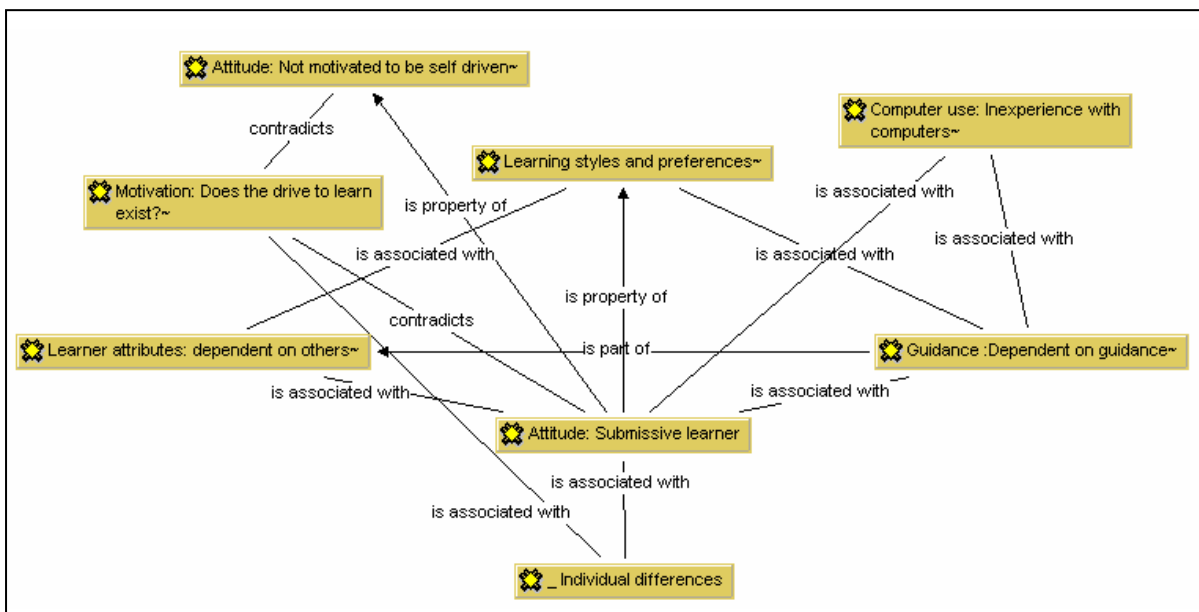 Attitude: Not motivated to be self driven~
Computer use: Inexperience with
computers~
contradicts
Learning styles and preferences~
Motivation: Does the drive to learn
exist?~
is associated with
is property of
is associated with
is associated with
is associated with
is property of
contradicts
Learner attributes: dependent on others~
is part of
Guidance :Dependent on guidance~
is associated with
is associated with
Attitude: Submissive learner
is associated with
is associated with
_ Individual differences